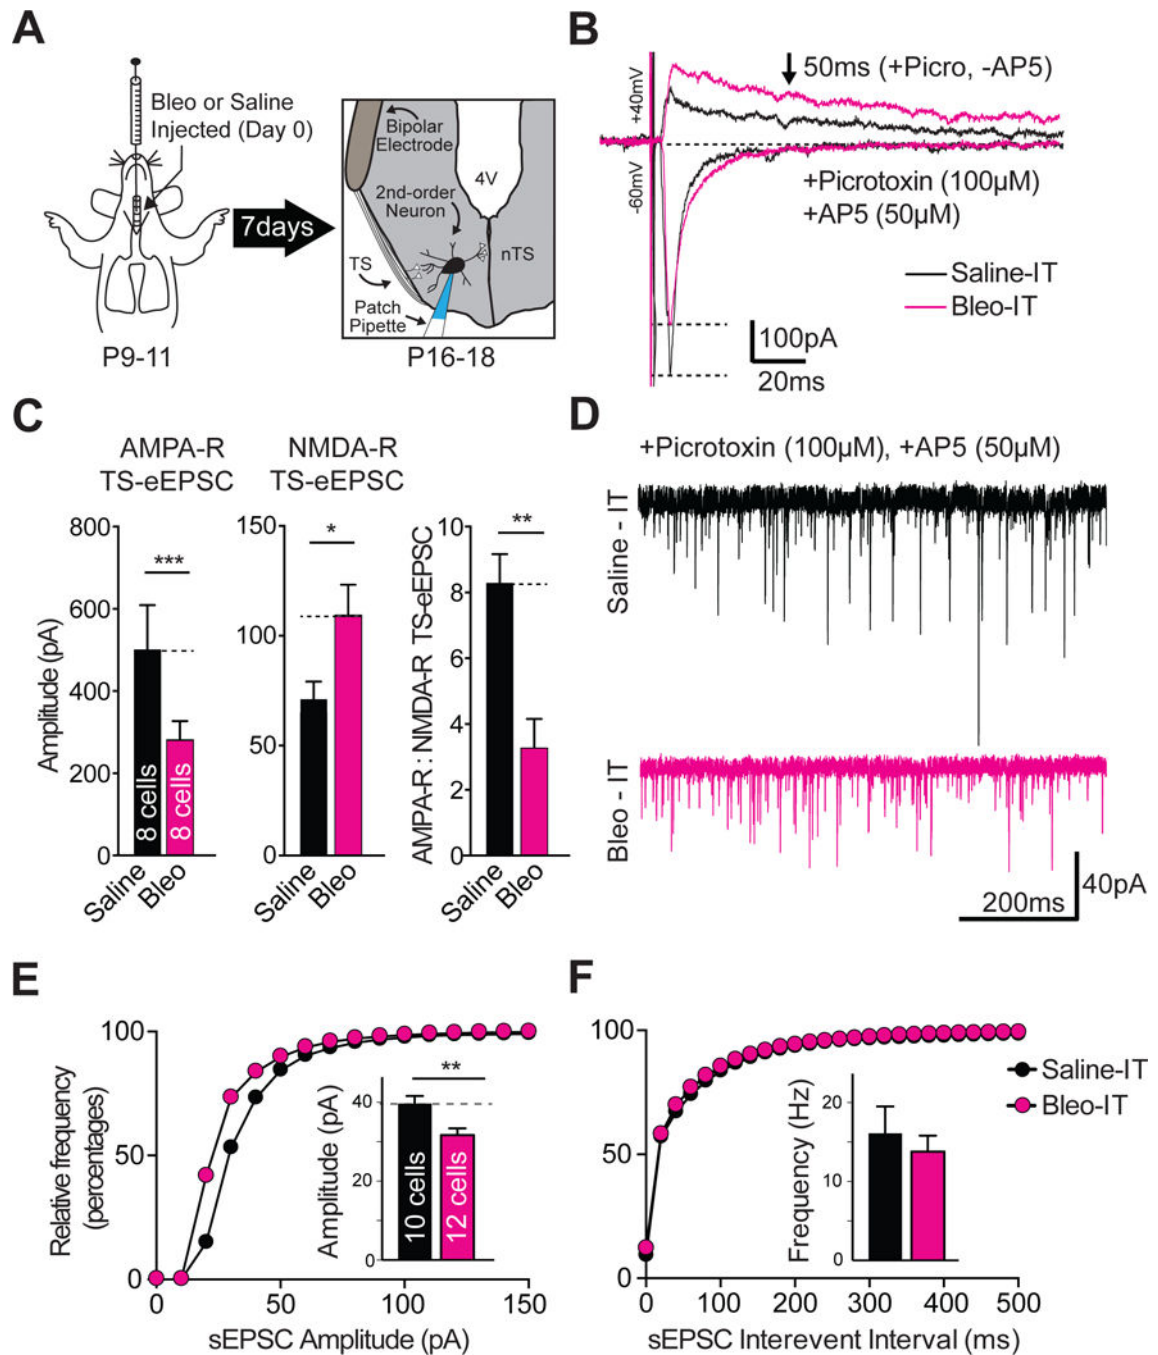 A
Bleo or Saline
Injected (Day 0)
7days
P9-11
Bipolar
Electrode
4V
2nd-order
Neuron
nTS
TS
Patch
Pipette
P16-18
B
50ms (+Picro, -AP5)
+40mV
-60mV
+Picrotoxin (100µM)
+AP5 (50µM)
Saline-IT
Bleo-IT
100pA
20ms
C
AMPA-R
TS-eEPSC
NMDA-R
TS-eEPSC
Amplitude (pA)
800
600
400
200
0
***
8 cells
8 cells
Saline
Bleo
150
100
50
0
*
Saline
Bleo
AMPA-R : NMDA-R TS-eEPSC
10
8
6
4
2
0
**
Saline
Bleo
D
+Picrotoxin (100µM), +AP5 (50µM)
Saline - IT
Bleo - IT
40pA
200ms
E
Relative frequency
(percentages)
100
50
0
0 50 100 150
sEPSC Amplitude (pA)
Amplitude (pA)
40
20
0
**
10 cells
12 cells
F
100
50
0
0 100 200 300 400 500
sEPSC Interevent Interval (ms)
Frequency (Hz)
20
10
0
Saline-IT
Bleo-IT